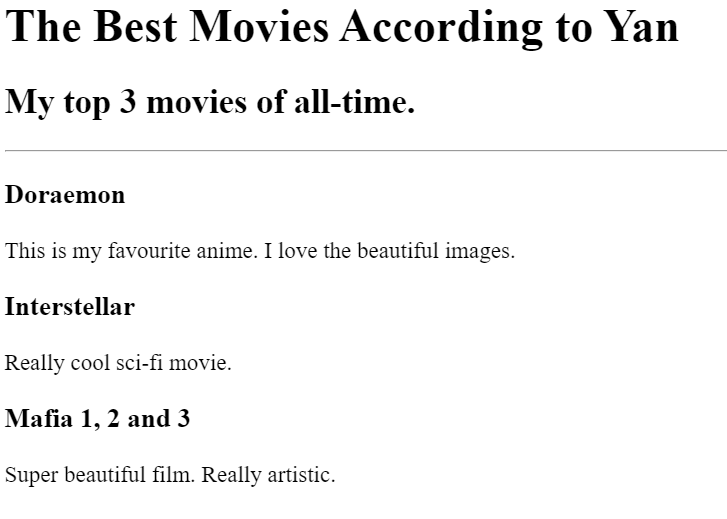 The Best Movies According to Yan
My top 3 movies of all-time.
Doraemon
This is my favourite anime. I love the beautiful images.
Interstellar
Really cool sci-fi movie.
Mafia 1, 2 and 3
Super beautiful film. Really artistic.